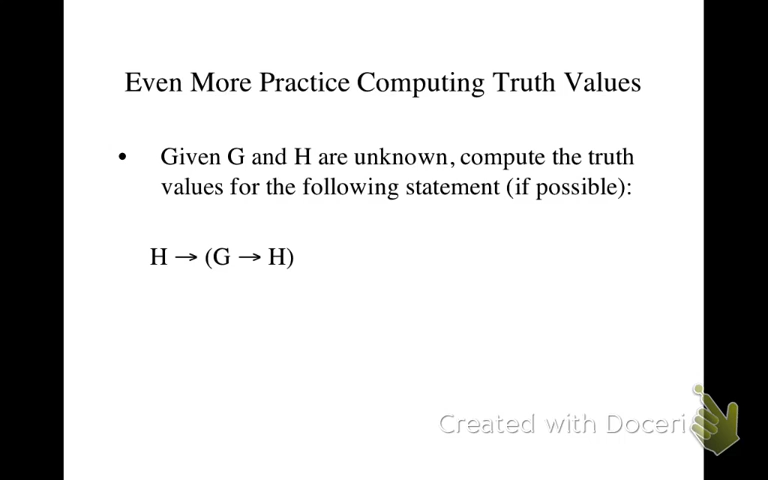 Even More Practice Computing Truth Values
• Given G and H are unknown, compute the truth
values for the following statement (if possible):
H → (G → H)
Created with Doceri